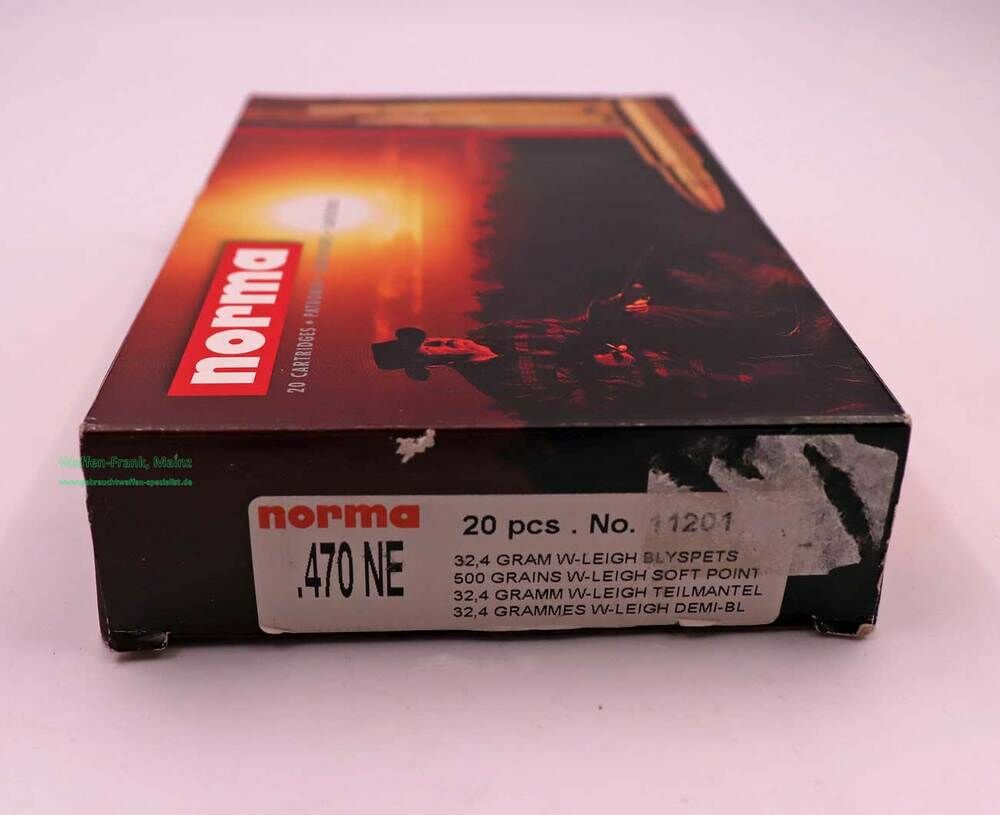 norma
20 CARTRIDGES • PATRONER •
Waffen-Frank, Mainz
www.gebrauchtwaffen-spezialist.de
norma
.470 NE
20 pcs . No. 11201
32,4 GRAM W-LEIGH BLYSPETS
500 GRAINS W-LEIGH SOFT POINT
32,4 GRAMM W-LEIGH TEILMANTEL
32,4 GRAMMES W-LEIGH DEMI-BL